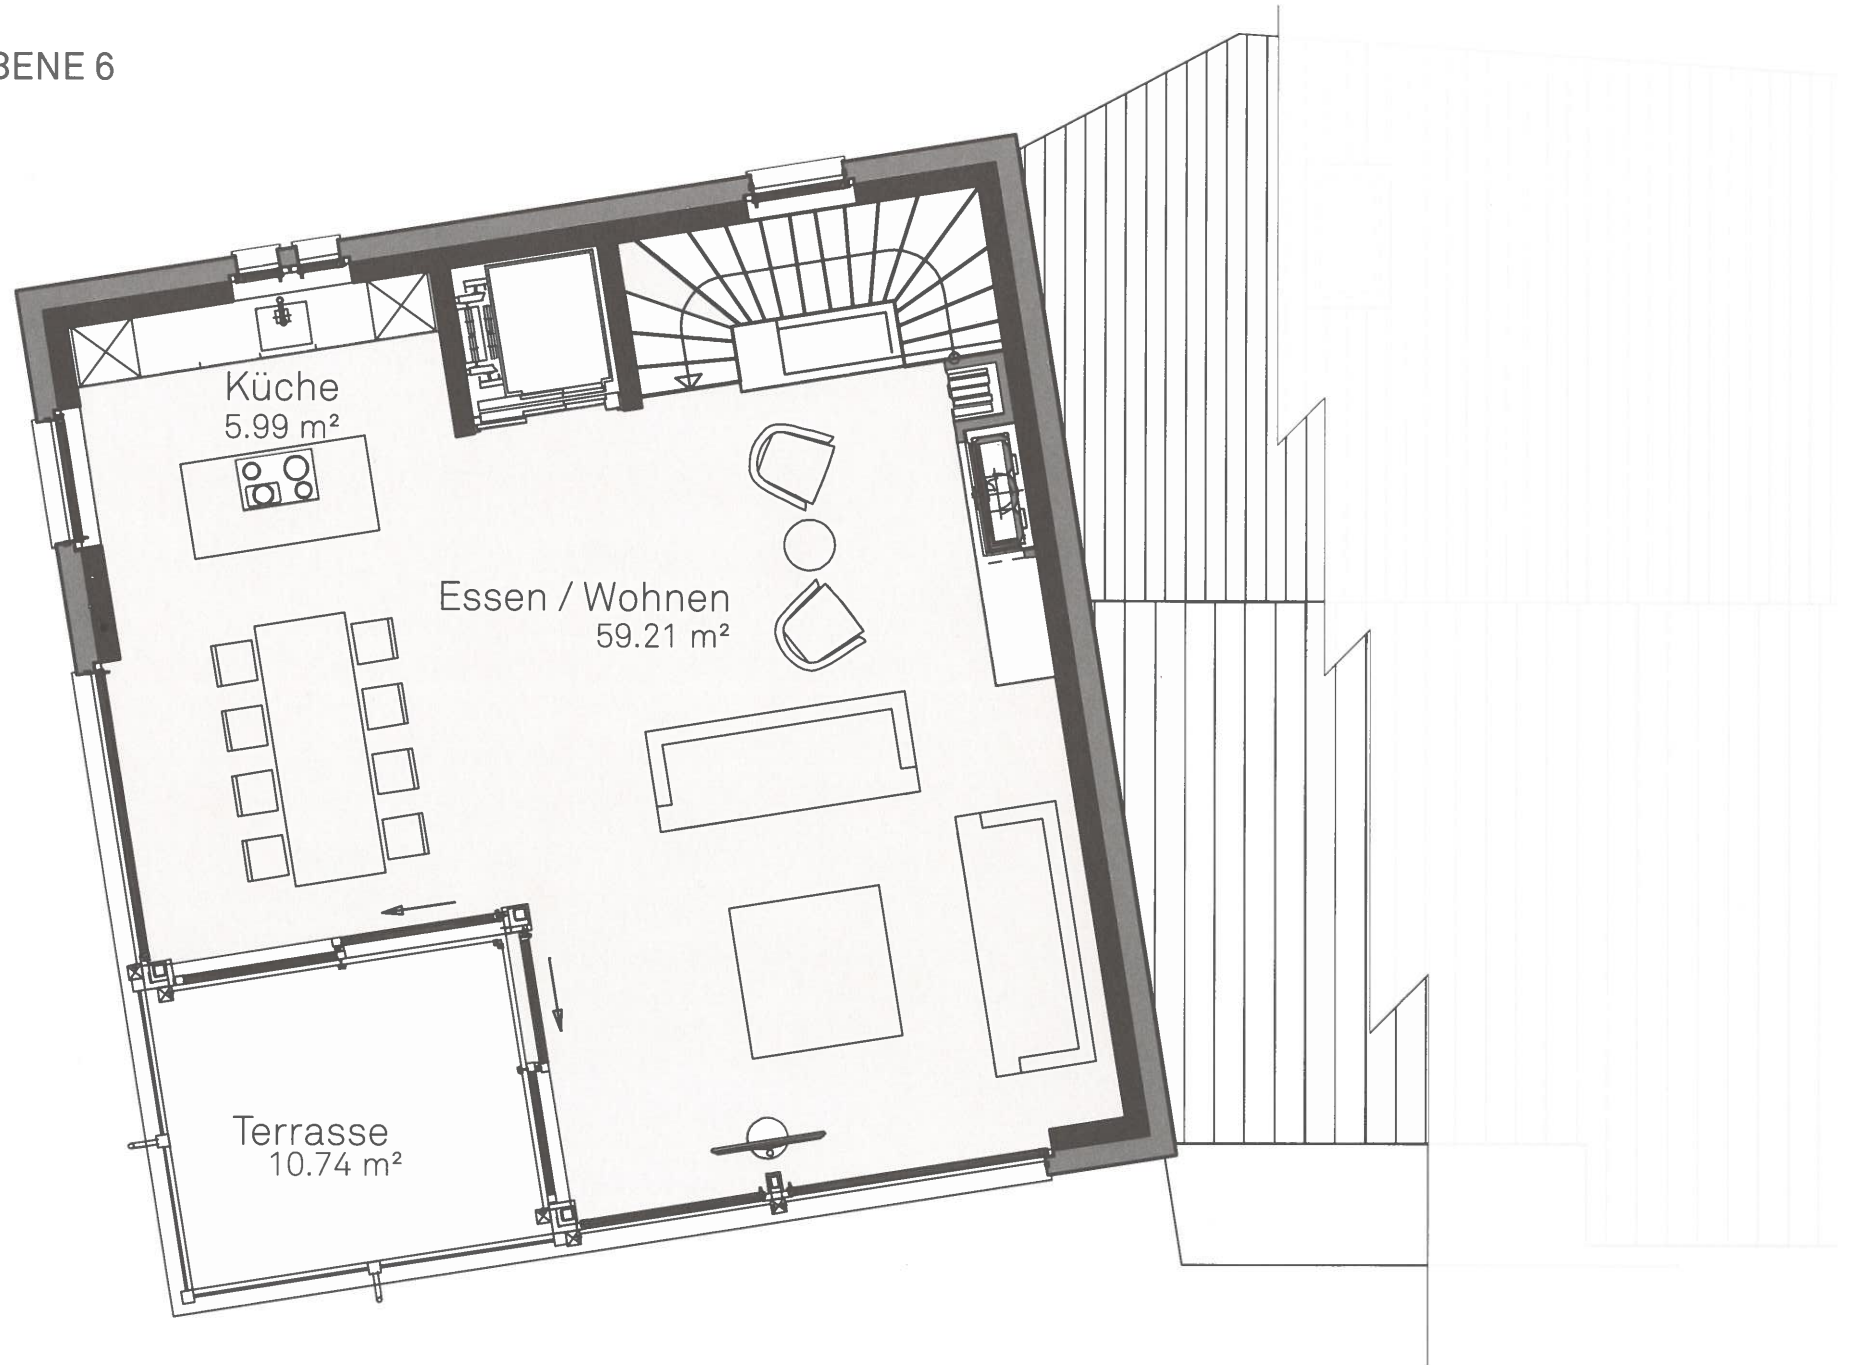 BENE 6
Küche
5.99 m²
Essen / Wohnen
59.21 m²
Terrasse
10.74 m²